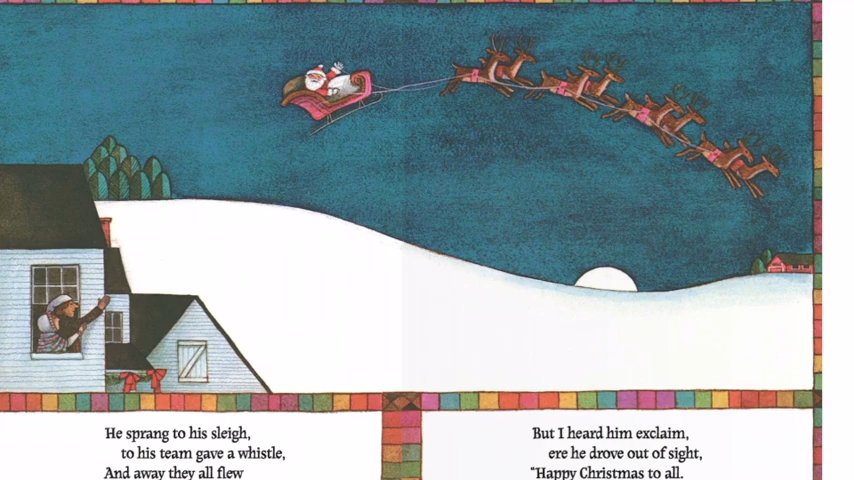 He sprang to his sleigh,
to his team gave a whistle,
And away they all flew
But I heard him exclaim,
ere he drove out of sight,
"Happy Christmas to all.